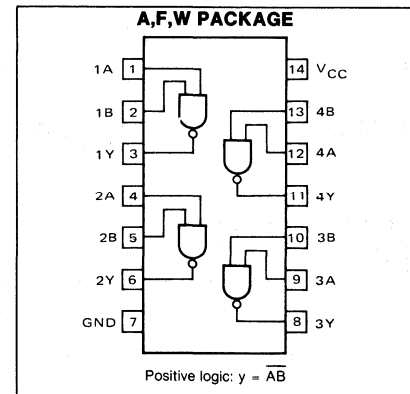 A,F,W PACKAGE
1A 1 14 VCC
1B 2 13 4B
1Y 3 12 4A
2A 4 11 4Y
2B 5 10 3B
2Y 6 9 3A
GND 7 8 3Y
Positive logic: y = A̅B̅